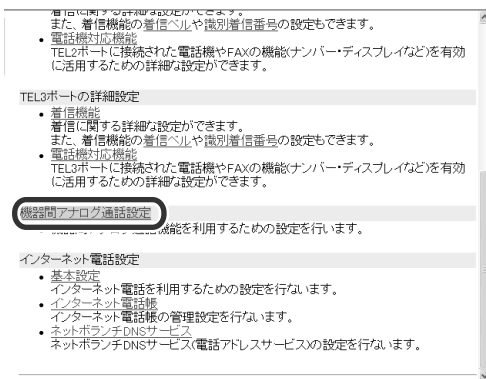 また、着信機能の着信ベルや識別着信番号の設定もできます。
電話機対応機能
TEL2ポートに接続された電話機やFAXの機能(ナンバー・ディスプレイなど)を有効
に活用するための詳細な設定ができます。
TEL3ポートの詳細設定
着信機能
着信に関する詳細な設定ができます。
また、着信機能の着信ベルや識別着信番号の設定もできます。
電話機対応機能
TEL3ポートに接続された電話機やFAXの機能(ナンバー・ディスプレイなど)を有効
に活用するための詳細な設定ができます。
機器間アナログ通話設定
機能を利用するための設定を行います。
インターネット電話設定
基本設定
インターネット電話を利用するための設定を行ないます。
インターネット電話帳
インターネット電話帳の管理設定を行ないます。
ネットボランチDNSサービス
ネットボランチDNSサービス(電話アドレスサービス)の設定を行ないます。